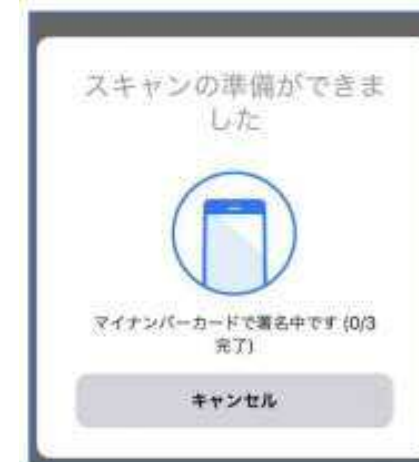 スキャンの準備ができま
した
マイナンバーカードで署名中です (0/3
完了)
キャンセル